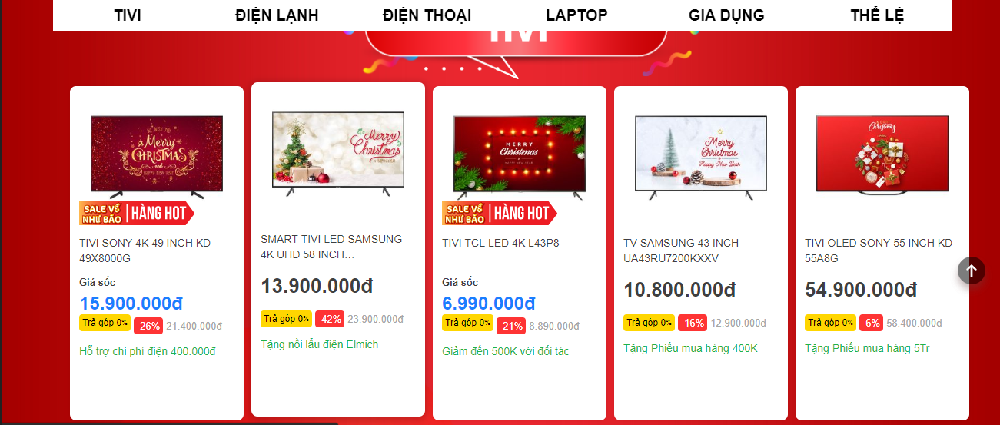 TIVI ĐIỆN LẠNH ĐIỆN THOẠI LAPTOP GIA DỤNG THỂ LỆ
TIVI
Merry
CHRISTMAS
and
HAPPY NEW YEAR
SALE VỀ
NHƯ BÃO
HÀNG HOT
TIVI SONY 4K 49 INCH KD-
49X8000G
Giá sốc
15.900.000đ
Trả góp 0% -26% 21.400.000đ
Hỗ trợ chi phí điện 400.000đ
Merry
Christmas
SMART TIVI LED SAMSUNG
4K UHD 58 INCH...
13.900.000đ
Trả góp 0% -42% 23.900.000đ
Tặng nồi lẩu điện Elmich
MERRY
Christmas
HAPPY NEW YEAR
SALE VỀ
NHƯ BÃO
HÀNG HOT
TIVI TCL LED 4K L43P8
Giá sốc
6.990.000đ
Trả góp 0% -21% 8.890.000đ
Giảm đến 500K với đối tác
Merry
Christmas
Happy New Year
TV SAMSUNG 43 INCH
UA43RU7200KXXV
10.800.000đ
Trả góp 0% -16% 12.900.000đ
Tặng Phiếu mua hàng 400K
Christmas
TIVI OLED SONY 55 INCH KD-
55A8G
54.900.000đ
Trả góp 0% -6% 58.400.000đ
Tặng Phiếu mua hàng 5Tr